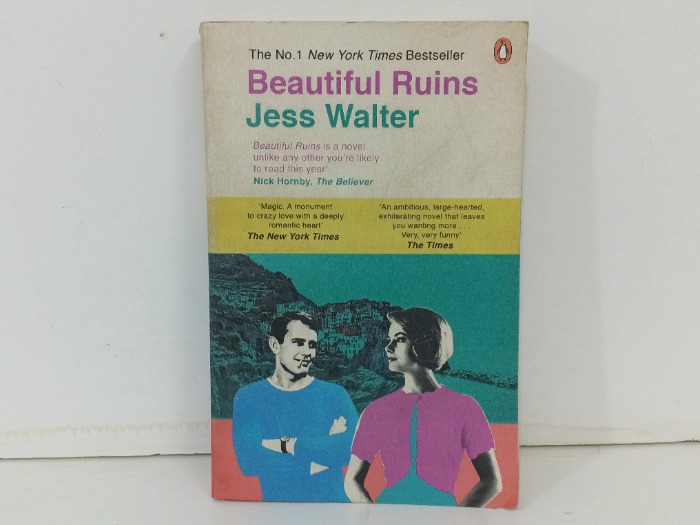 The No.1 New York Times Bestseller
Beautiful Ruins
Jess Walter
'Beautiful Ruins is a novel
unlike any other you're likely
to read this year'
Nick Hornby, The Believer
'Magic. A monument
to crazy love with a deeply
romantic heart'
The New York Times
'An ambitious, large-hearted,
exhilarating novel that leaves
you wanting more . . .
Very, very funny'
The Times